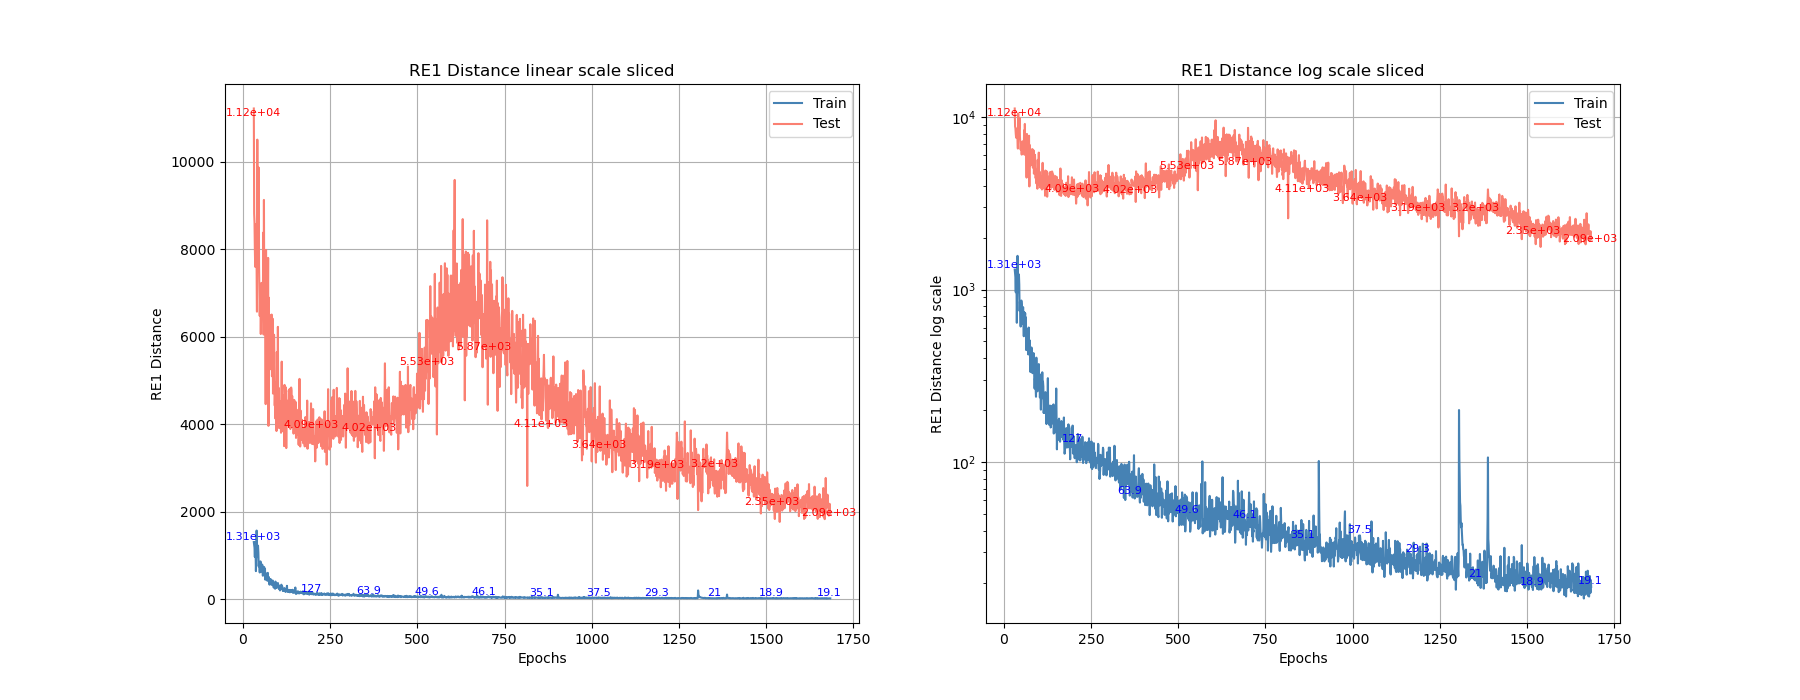 RE1 Distance linear scale sliced
RE1 Distance
10000
8000
6000
4000
2000
0
Train
Test
1.12e+04
4.09e+03
4.02e+03
5.53e+03
5.87e+03
4.11e+03
3.64e+03
3.19e+03
3.2e+03
2.35e+03
2.09e+03
1.31e+03
127
63.9
49.6
46.1
35.1
37.5
29.3
21
18.9
19.1
0
250
500
750
1000
1250
1500
1750
Epochs
RE1 Distance log scale sliced
RE1 Distance log scale
10⁴
10³
10²
Train
Test
1.12e+04
4.09e+03
4.02e+03
5.53e+03
5.87e+03
4.11e+03
3.64e+03
3.19e+03
3.2e+03
2.35e+03
2.09e+03
1.31e+03
127
63.9
49.6
46.1
35.1
37.5
29.3
21
18.9
19.1
0
250
500
750
1000
1250
1500
1750
Epochs